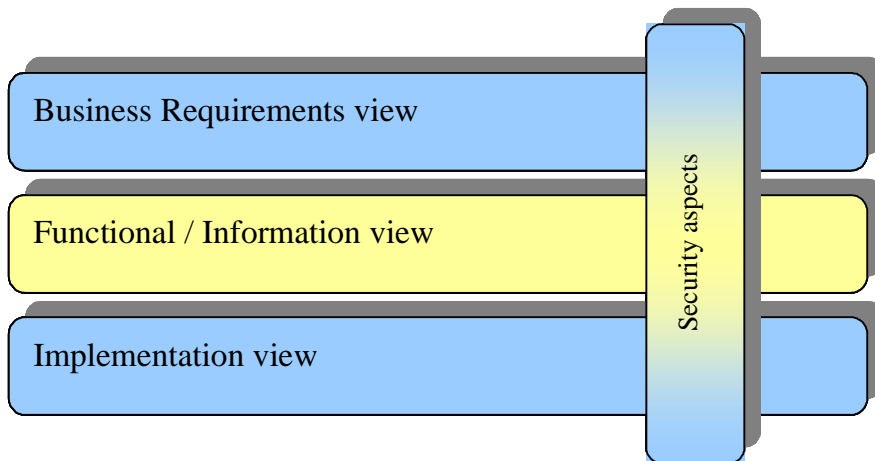 Business Requirements view
Functional / Information view
Implementation view
Security aspects